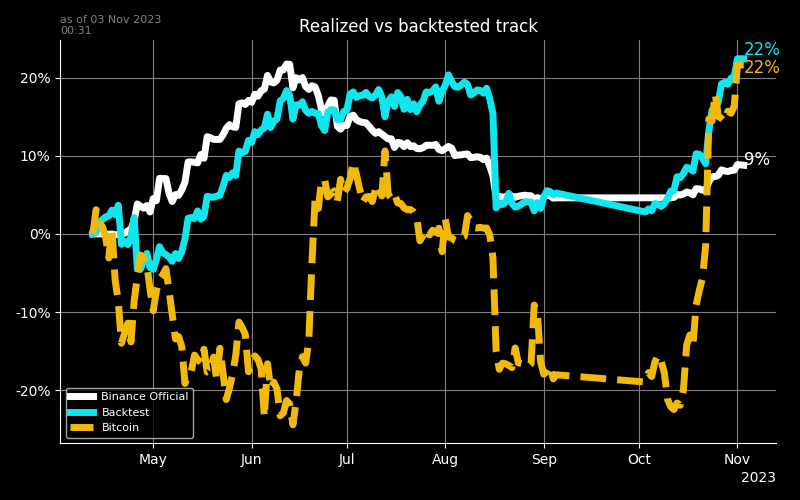 as of 03 Nov 2023
00:31
Realized vs backtested track
22%
22%
9%
20%
10%
0%
-10%
-20%
Binance Official
Backtest
Bitcoin
May
Jun
Jul
Aug
Sep
Oct
Nov
2023